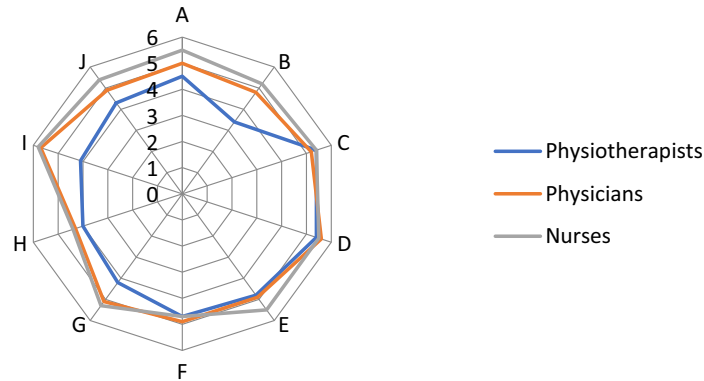 A
B
C
D
E
F
G
H
I
J
6
5
4
3
2
1
0
Physiotherapists
Physicians
Nurses